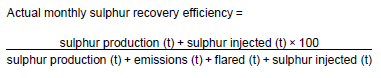 Actual monthly sulphur recovery efficiency =
sulphur production (t) + sulphur injected (t) × 100
sulphur production (t) + emissions (t) + flared (t) + sulphur injected (t)